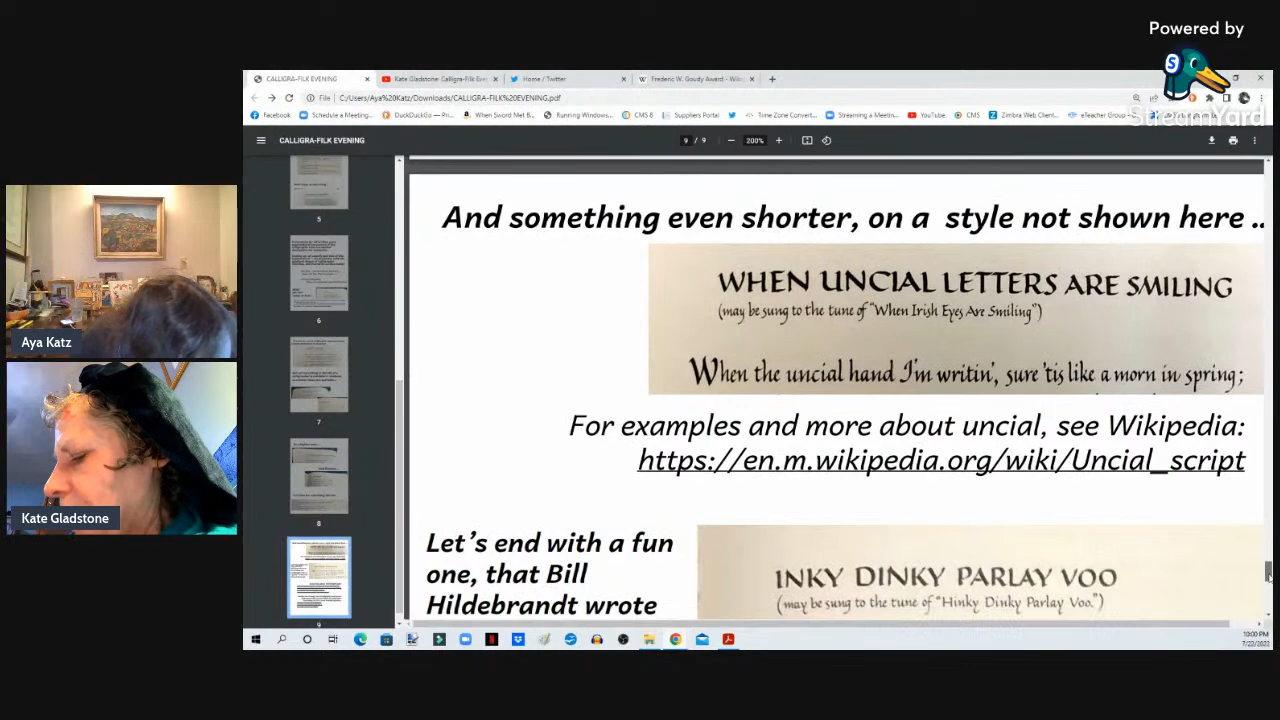 Powered by
StreamYard
CALLIGRA-FILK EVENING
Kate Gladstone: Calligra-Filk Eve
Home / Twitter
Frederic W. Goudy Award - Wiki
File
C:/Users/Aya%20Katz/Downloads/CALLIGRA-FILK%20EVENING.pdf
Facebook
Schedule a Meeting...
DuckDuckGo — Pri...
When Sword Met B...
Running Windows...
CMS 8
Suppliers Portal
Time Zone Convert...
Streaming a Meetin...
YouTube
CMS
Zimbra Web Client...
eTeacher Group -
CALLIGRA-FILK EVENING
9 / 9
200%
5
6
7
8
9
And something even shorter, on a style not shown here ..
WHEN UNCIAL LETTERS ARE SMILING
(may be sung to the tune of "When Irish Eyes Are Smiling")
When the uncial hand I'm writin', sure 'tis like a morn in spring;
For examples and more about uncial, see Wikipedia:
https://en.m.wikipedia.org/wiki/Uncial_script
Let's end with a fun
one, that Bill
Hildebrandt wrote
INKY DINKY PARLAY VOO
(may be sung to the tune of "Hinky Dinky Parlay Voo.")
Aya Katz
Kate Gladstone
10:00 PM
7/22/2022